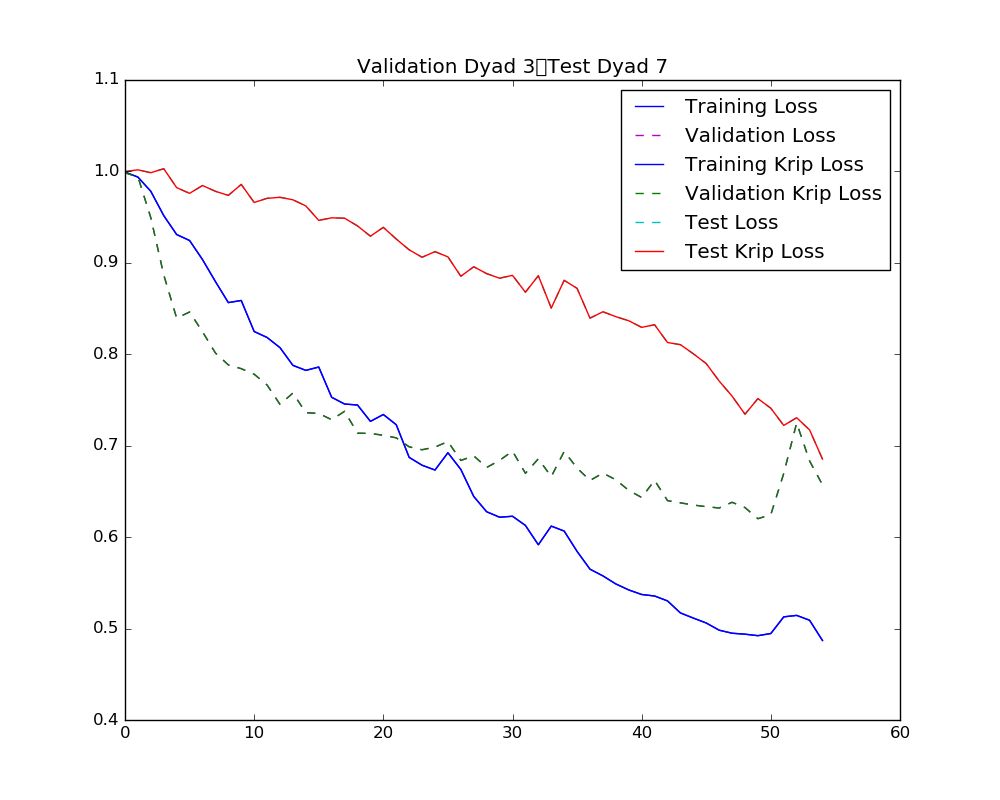 Validation Dyad 3▯Test Dyad 7
1.1
1.0
0.9
0.8
0.7
0.6
0.5
0.4
0 10 20 30 40 50 60
Training Loss
Validation Loss
Training Krip Loss
Validation Krip Loss
Test Loss
Test Krip Loss